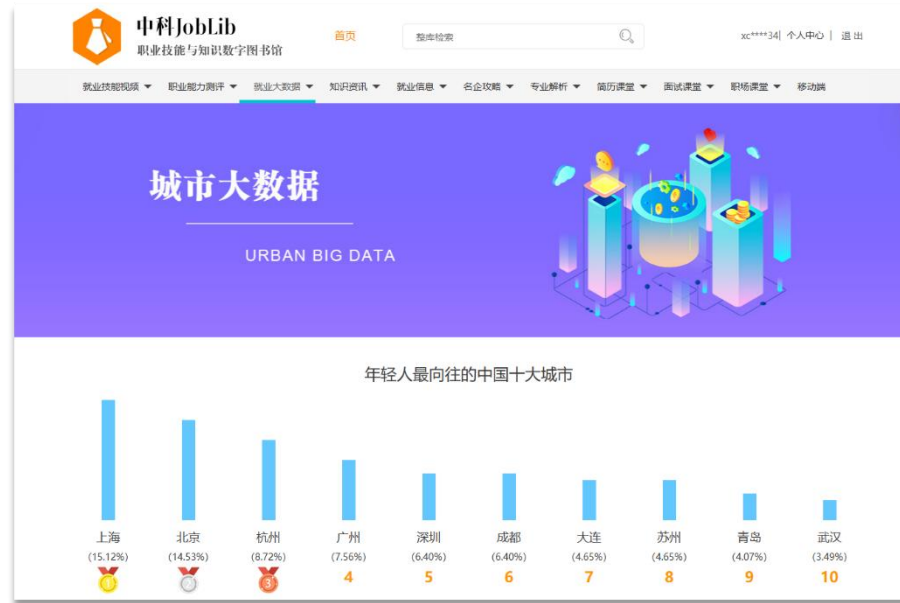 中科JobLib
职业技能与知识数字图书馆
首页
整库检索
xc****34| 个人中心 | 退出
就业技能视频 职业能力测评 就业大数据 知识资讯 就业信息 名企攻略 专业解析 简历课堂 面试课堂 职场课堂 移动端
城市大数据
URBAN BIG DATA
年轻人最向往的中国十大城市
上海 北京 杭州 广州 深圳 成都 大连 苏州 青岛 武汉
(15.12%) (14.53%) (8.72%) (7.56%) (6.40%) (6.40%) (4.65%) (4.65%) (4.07%) (3.49%)
1 2 3 4 5 6 7 8 9 10